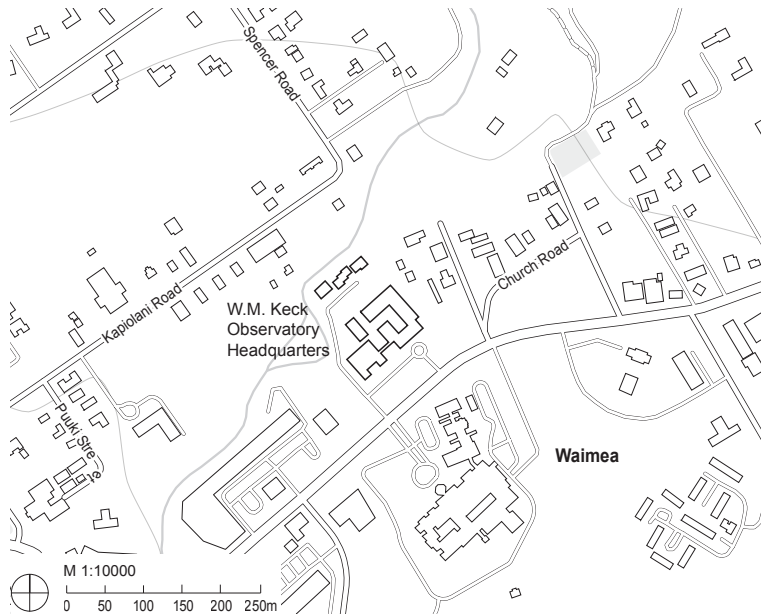 Spencer Road
Church Road
Kapiolani Road
W.M. Keck
Observatory
Headquarters
Puuki Stre e
Waimea
M 1:10000
0 50 100 150 200 250m